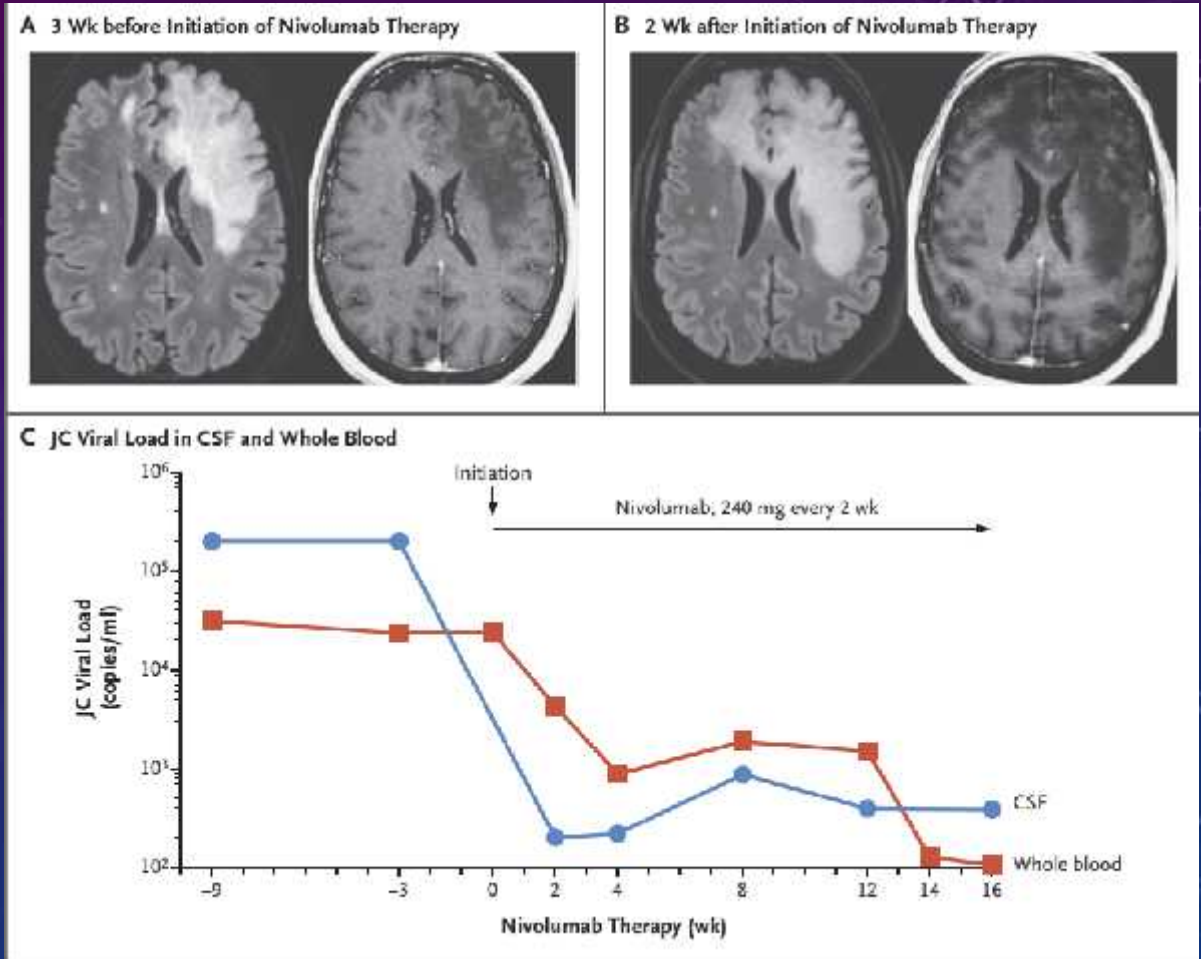 A 3 Wk before Initiation of Nivolumab Therapy
B 2 Wk after Initiation of Nivolumab Therapy
C JC Viral Load in CSF and Whole Blood
JC Viral Load
(copies/ml)
10⁶
10⁵
10⁴
10³
10²
Initiation
Nivolumab, 240 mg every 2 wk
CSF
Whole blood
–9 –3 0 2 4 8 12 14 16
Nivolumab Therapy (wk)